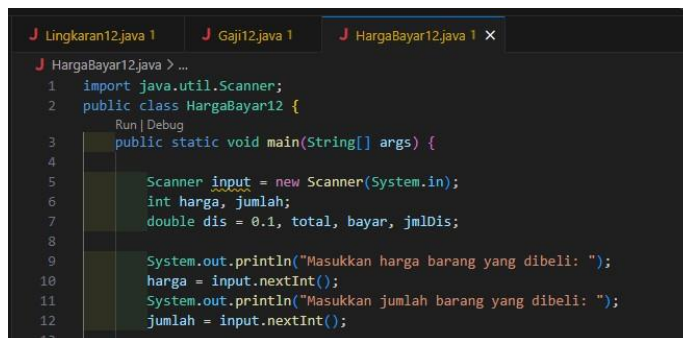 J Lingkaran12.java 1 J Gaji12.java 1 J HargaBayar12.java 1 X
J HargaBayar12.java > ...
1 import java.util.Scanner;
2 public class HargaBayar12 {
Run | Debug
3 public static void main(String[] args) {
4
5 Scanner input = new Scanner(System.in);
6 int harga, jumlah;
7 double dis = 0.1, total, bayar, jmlDis;
8
9 System.out.println("Masukkan harga barang yang dibeli: ");
10 harga = input.nextInt();
11 System.out.println("Masukkan jumlah barang yang dibeli: ");
12 jumlah = input.nextInt();